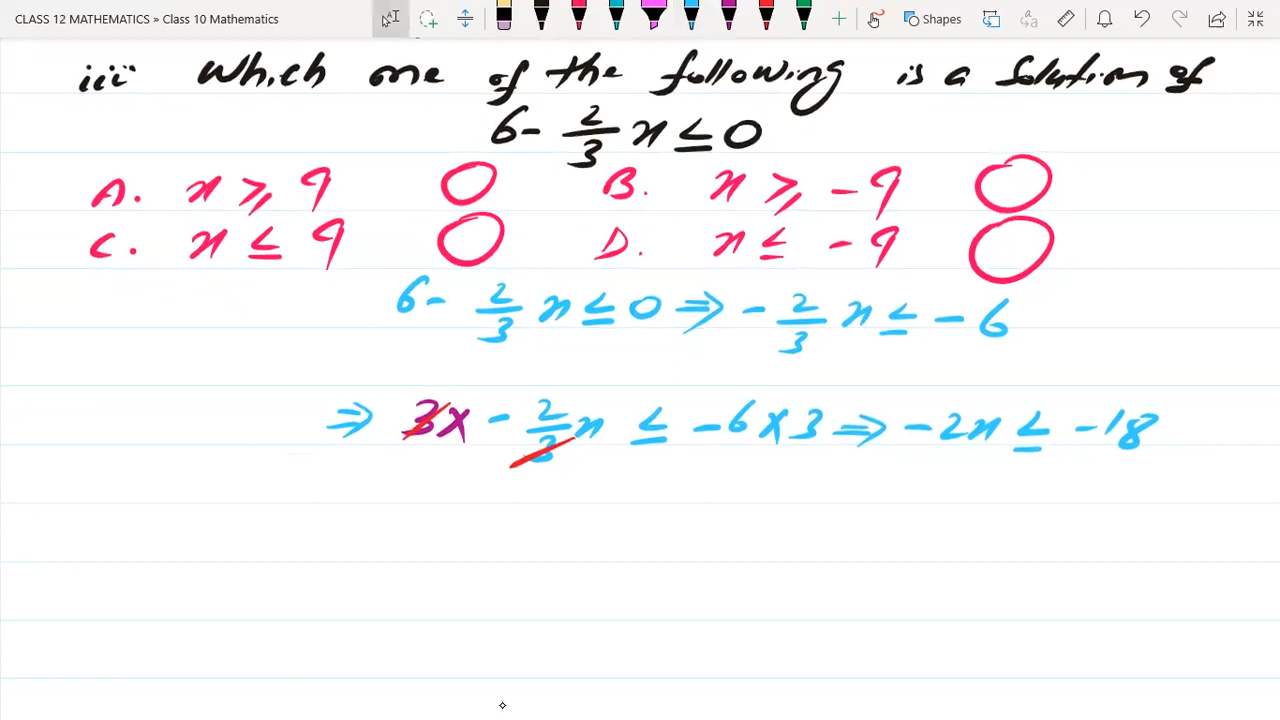 CLASS 12 MATHEMATICS » Class 10 Mathematics
Shapes
iii Which one of the following is a solution of
6 - 2/3 x ≤ 0
A. x ≥ 9 B. x ≥ -9
C. x ≤ 9 D. x ≤ -9
6 - 2/3 x ≤ 0 ⇒ - 2/3 x ≤ - 6
⇒ 3 × - 2/3 x ≤ -6 × 3 ⇒ -2x ≤ -18